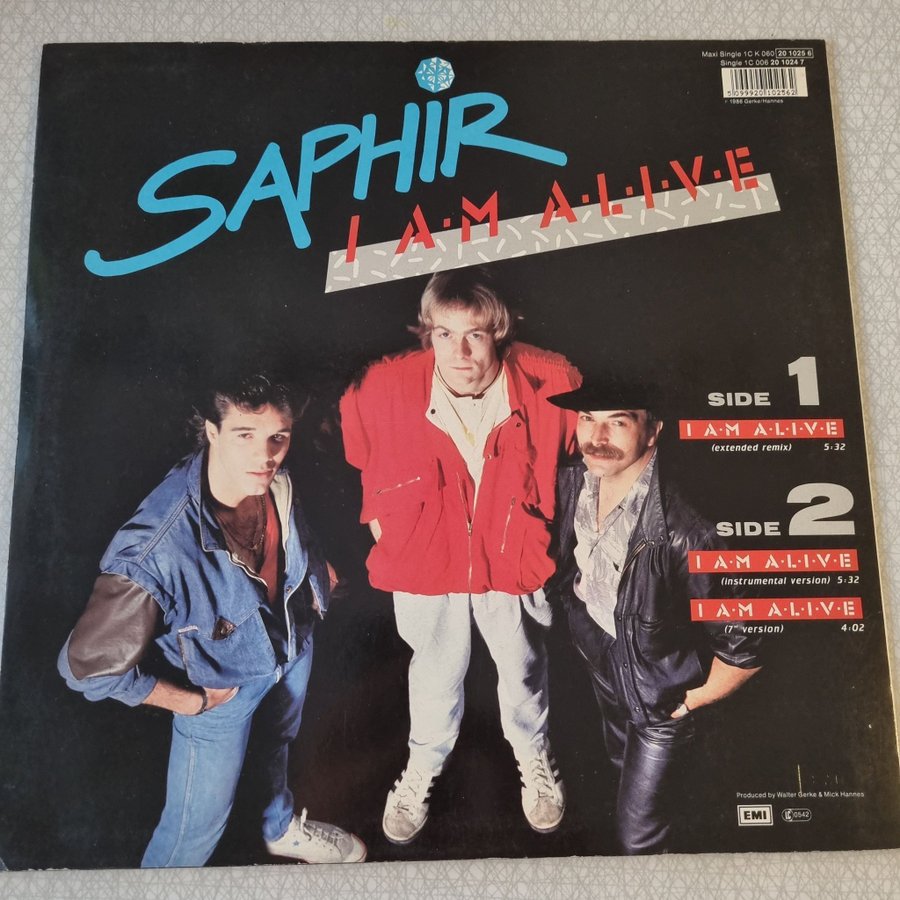 Maxi Single 1C K 060 20 1025 6
Single 1C 006 20 1024 7
5 099920 102562
℗ 1986 Gerke/Hannes
SAPHIR
I A·M A·L·I·V·E
SIDE 1
I A·M A·L·I·V·E
(extended remix) 5:32
SIDE 2
I A·M A·L·I·V·E
(instrumental version) 5:32
I A·M A·L·I·V·E
(7" version) 4:02
Produced by Walter Gerke & Mick Hannes
EMI
LC 0542